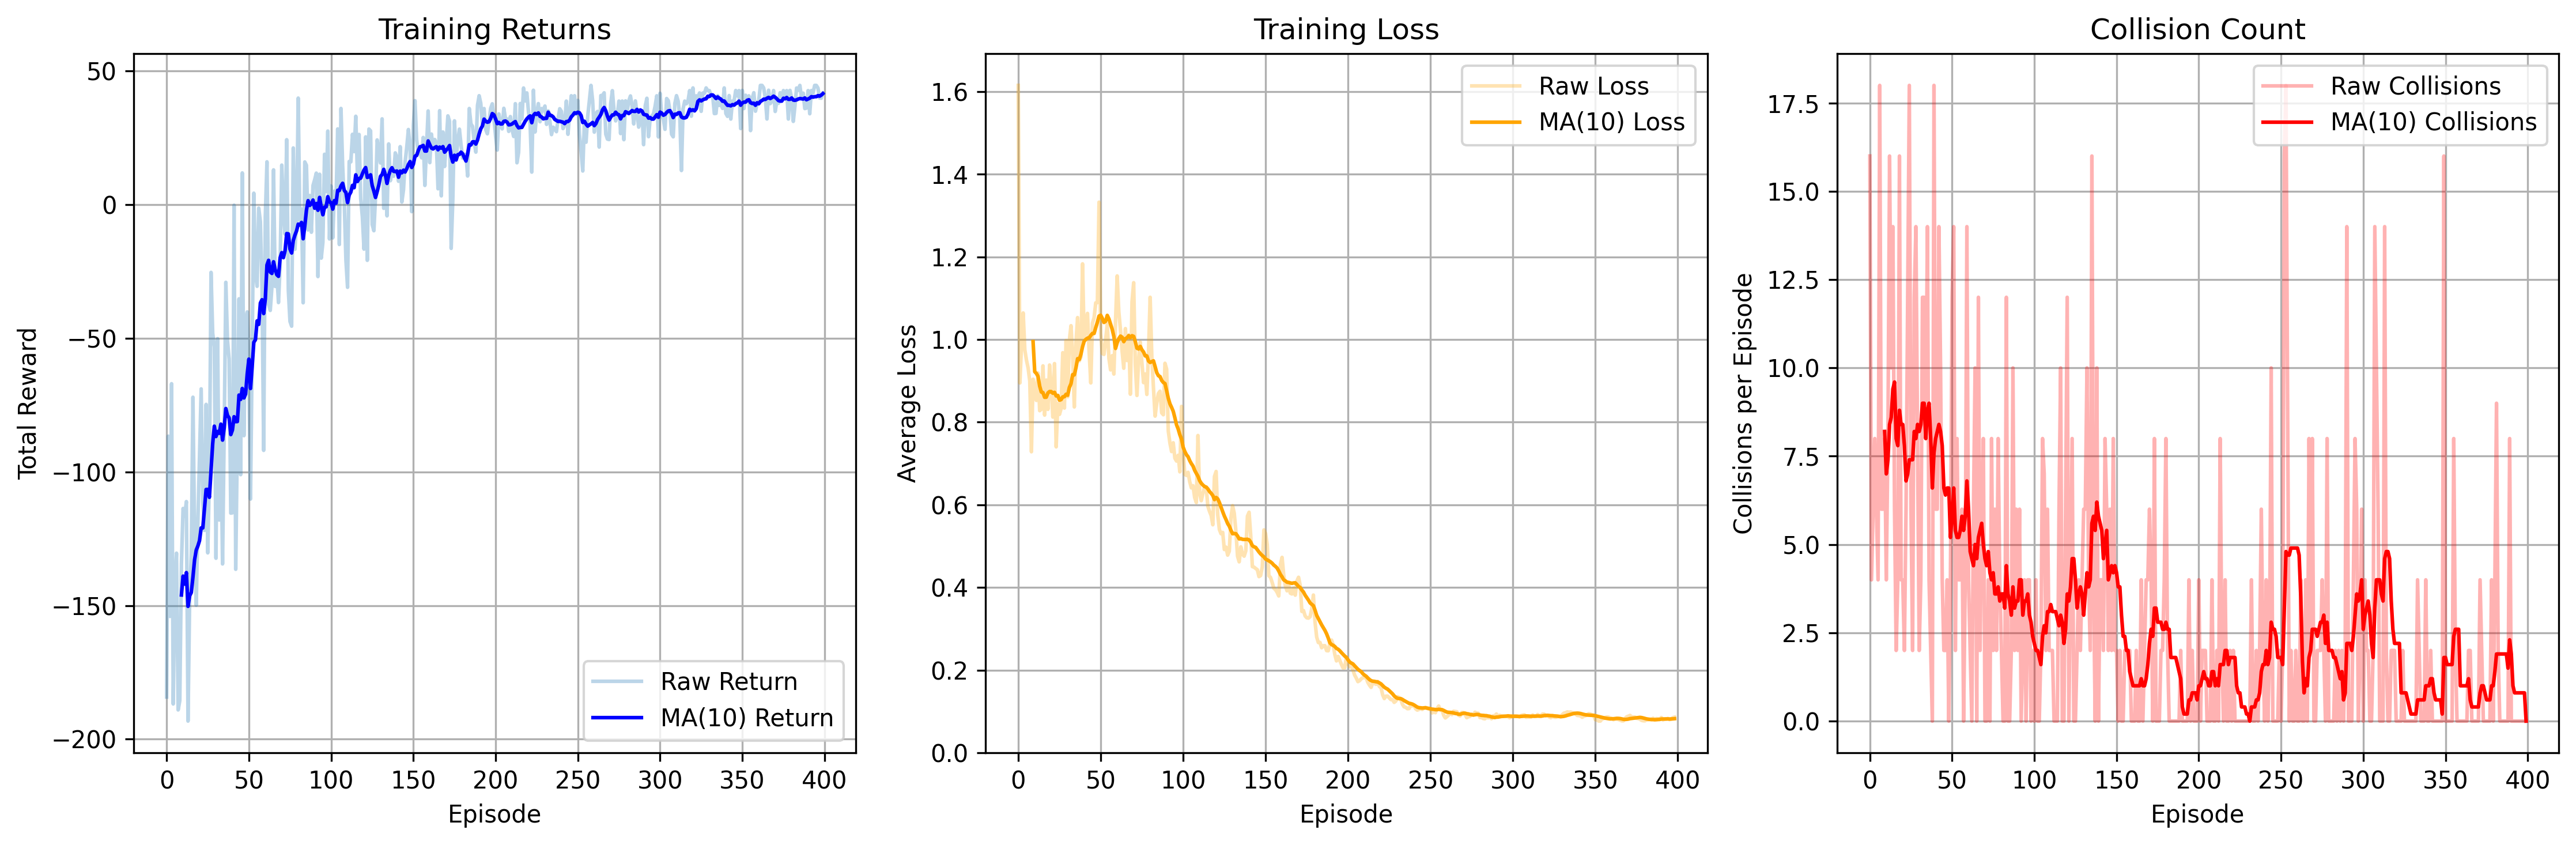 Training Returns
50
0
−50
−100
−150
−200
Total Reward
Raw Return
MA(10) Return
0 50 100 150 200 250 300 350 400
Episode
Training Loss
1.6
1.4
1.2
1.0
0.8
0.6
0.4
0.2
0.0
Average Loss
Raw Loss
MA(10) Loss
0 50 100 150 200 250 300 350 400
Episode
Collision Count
17.5
15.0
12.5
10.0
7.5
5.0
2.5
0.0
Collisions per Episode
Raw Collisions
MA(10) Collisions
0 50 100 150 200 250 300 350 400
Episode